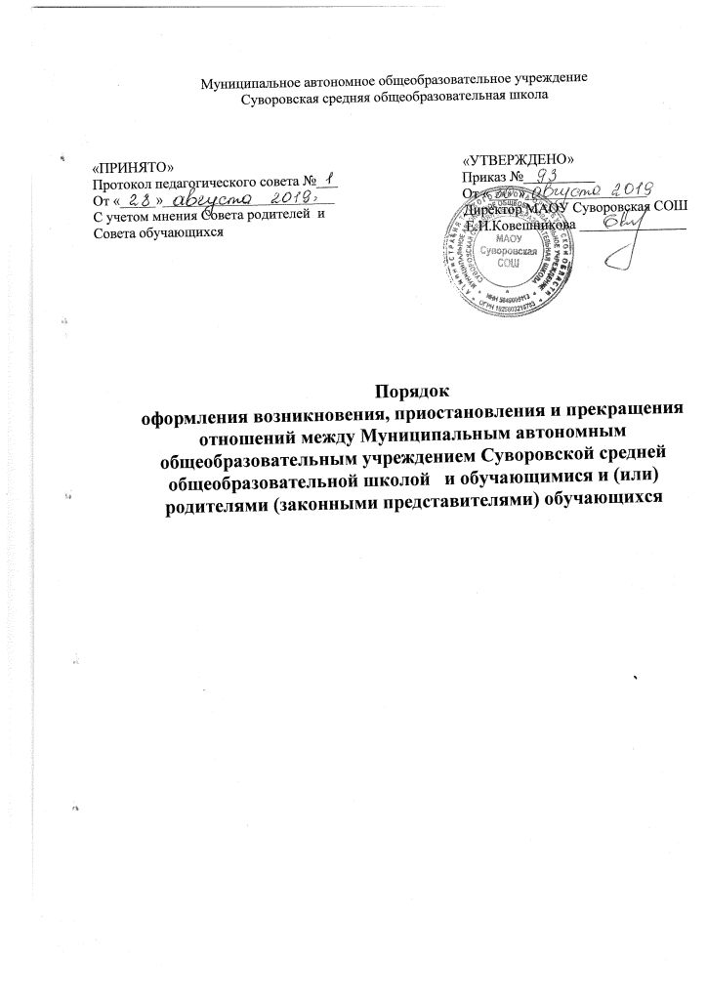 Муниципальное автономное общеобразовательное учреждение
Суворовская средняя общеобразовательная школа
«ПРИНЯТО»
Протокол педагогического совета № 1
От « 28 » августа 2019г
С учетом мнения Совета родителей и
Совета обучающихся
«УТВЕРЖДЕНО»
Приказ № 93
От « » августа 2019
Директор МАОУ Суворовская СОШ
Е.И.Ковешникова
МАОУ
Суворовская
СОШ
Порядок
оформления возникновения, приостановления и прекращения
отношений между Муниципальным автономным
общеобразовательным учреждением Суворовской средней
общеобразовательной школой и обучающимися и (или)
родителями (законными представителями) обучающихся